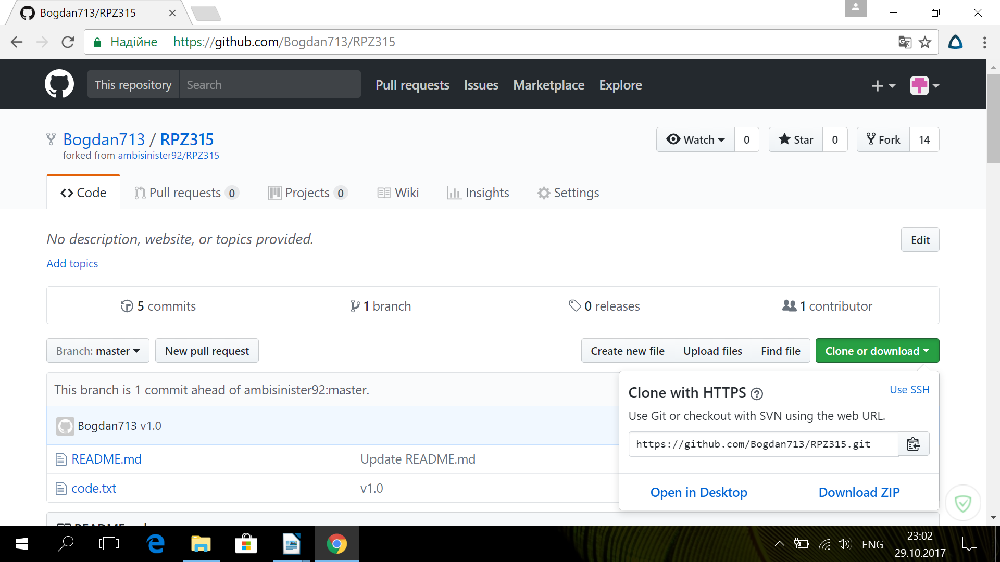 Bogdan713/RPZ315
Надійне https://github.com/Bogdan713/RPZ315
This repository Search Pull requests Issues Marketplace Explore
Bogdan713 / RPZ315
Watch 0 Star 0 Fork 14
forked from ambisinister92/RPZ315
Code Pull requests 0 Projects 0 Wiki Insights Settings
No description, website, or topics provided.
Edit
Add topics
5 commits 1 branch 0 releases 1 contributor
Branch: master New pull request Create new file Upload files Find file Clone or download
This branch is 1 commit ahead of ambisinister92:master.
Clone with HTTPS ? Use SSH
Use Git or checkout with SVN using the web URL.
Bogdan713 v1.0
https://github.com/Bogdan713/RPZ315.git
README.md Update README.md
code.txt v1.0
Open in Desktop Download ZIP
README.md
ENG
23:02
29.10.2017